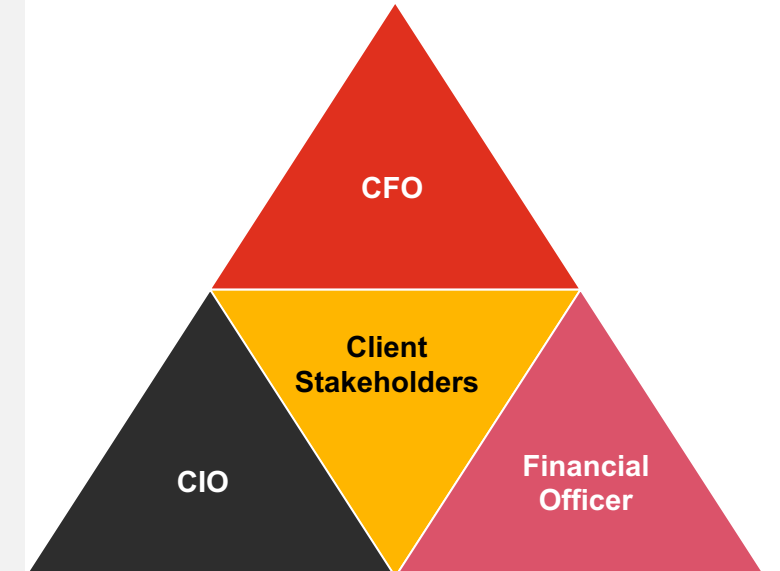 CFO
Client
Stakeholders
CIO
Financial
Officer